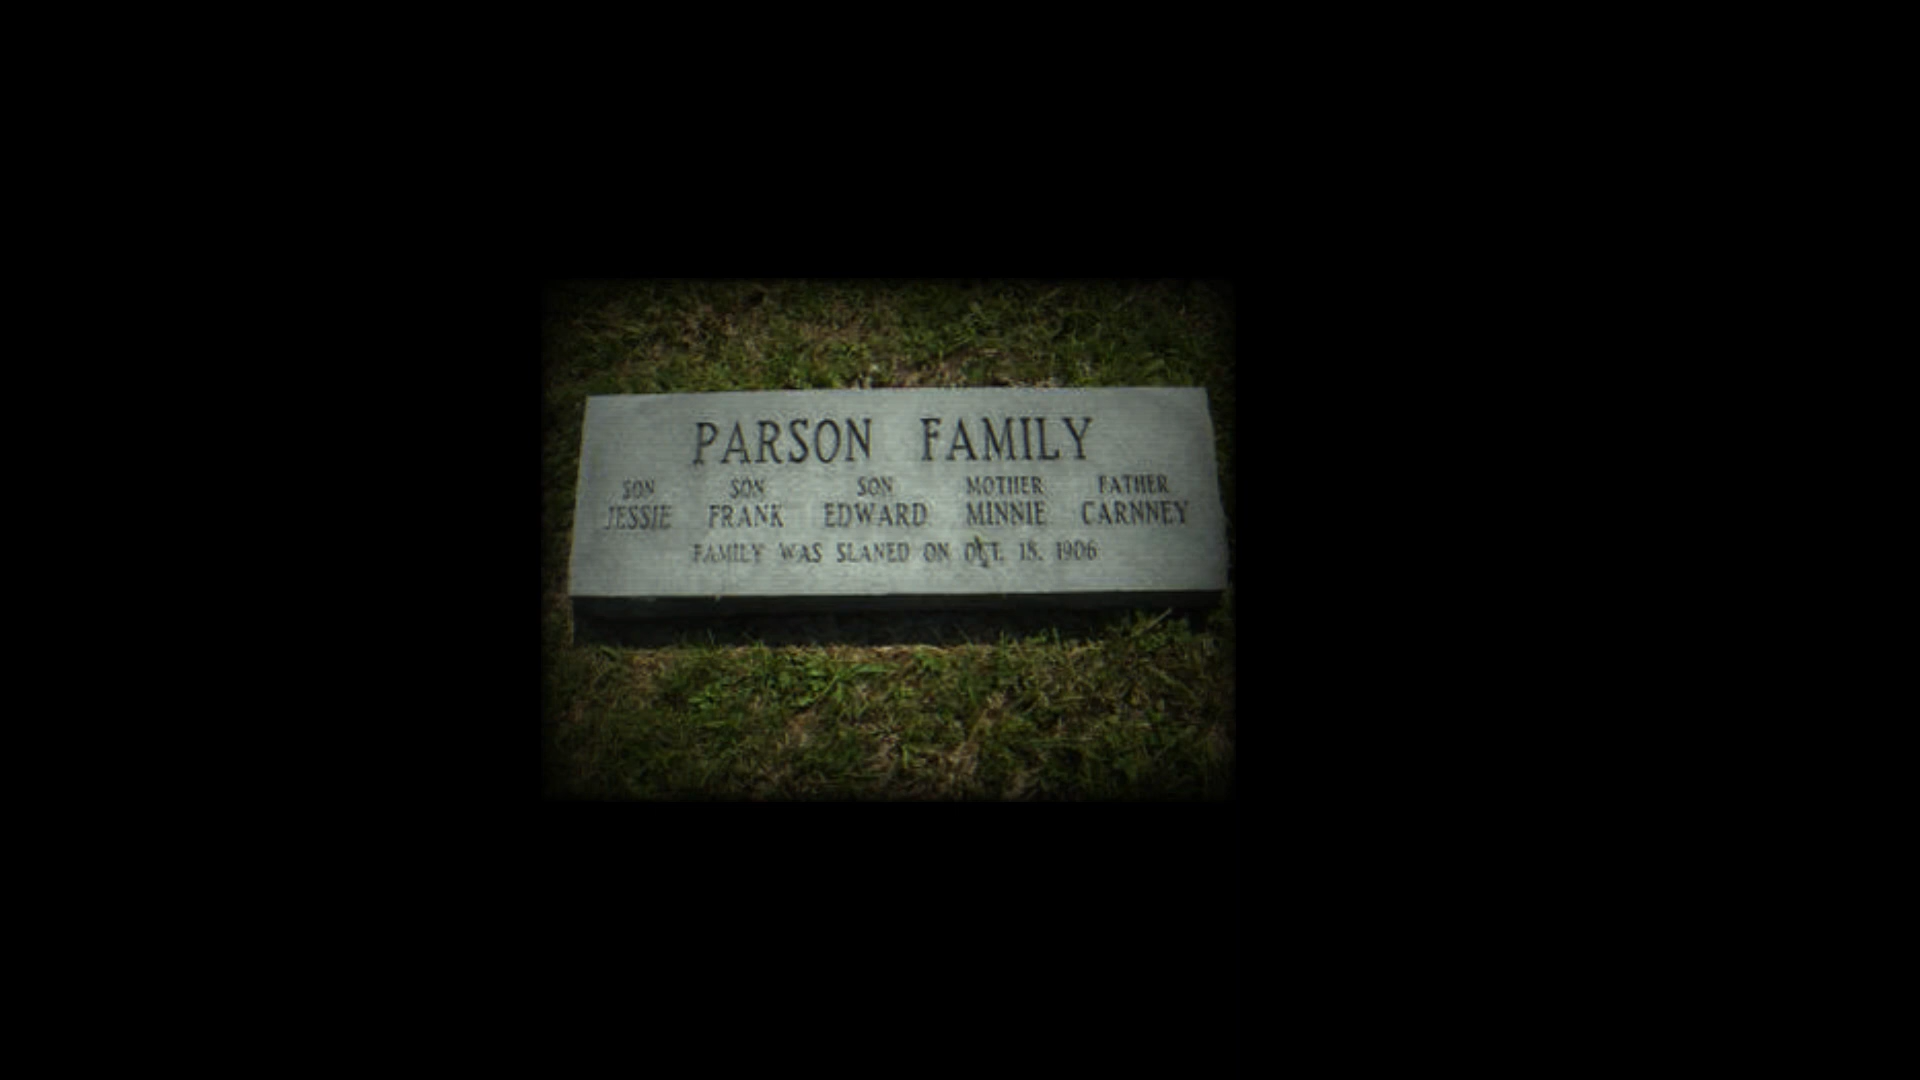 PARSON FAMILY
SON SON SON MOTHER FATHER
JESSIE FRANK EDWARD MINNIE CARNNEY
FAMILY WAS SLANED ON OCT. 18. 1906